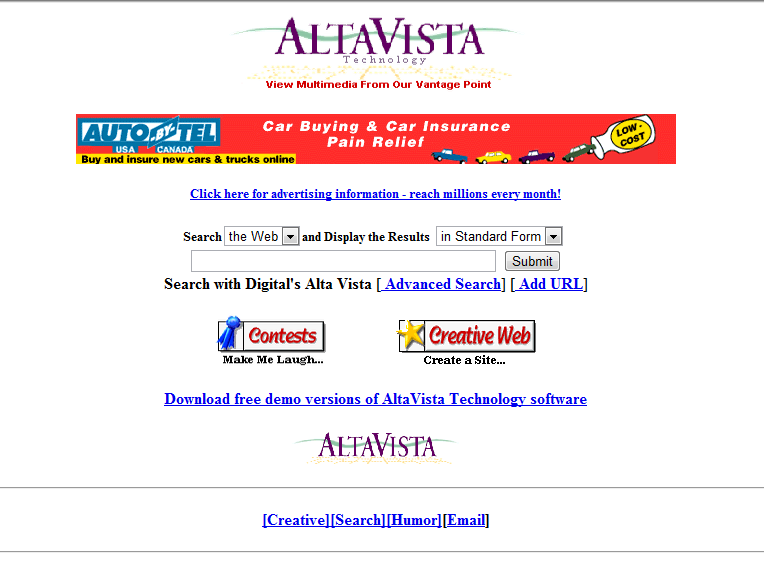 ALTAVISTA
Technology
View Multimedia From Our Vantage Point
AUTO BY TEL
USA CANADA
Buy and insure new cars & trucks online
Car Buying & Car Insurance
Pain Relief
LOW-
COST
Click here for advertising information - reach millions every month!
Search the Web and Display the Results in Standard Form
Submit
Search with Digital's Alta Vista [ Advanced Search] [ Add URL]
Contests
Make Me Laugh...
Creative Web
Create a Site...
Download free demo versions of AltaVista Technology software
ALTAVISTA
[Creative][Search][Humor][Email]